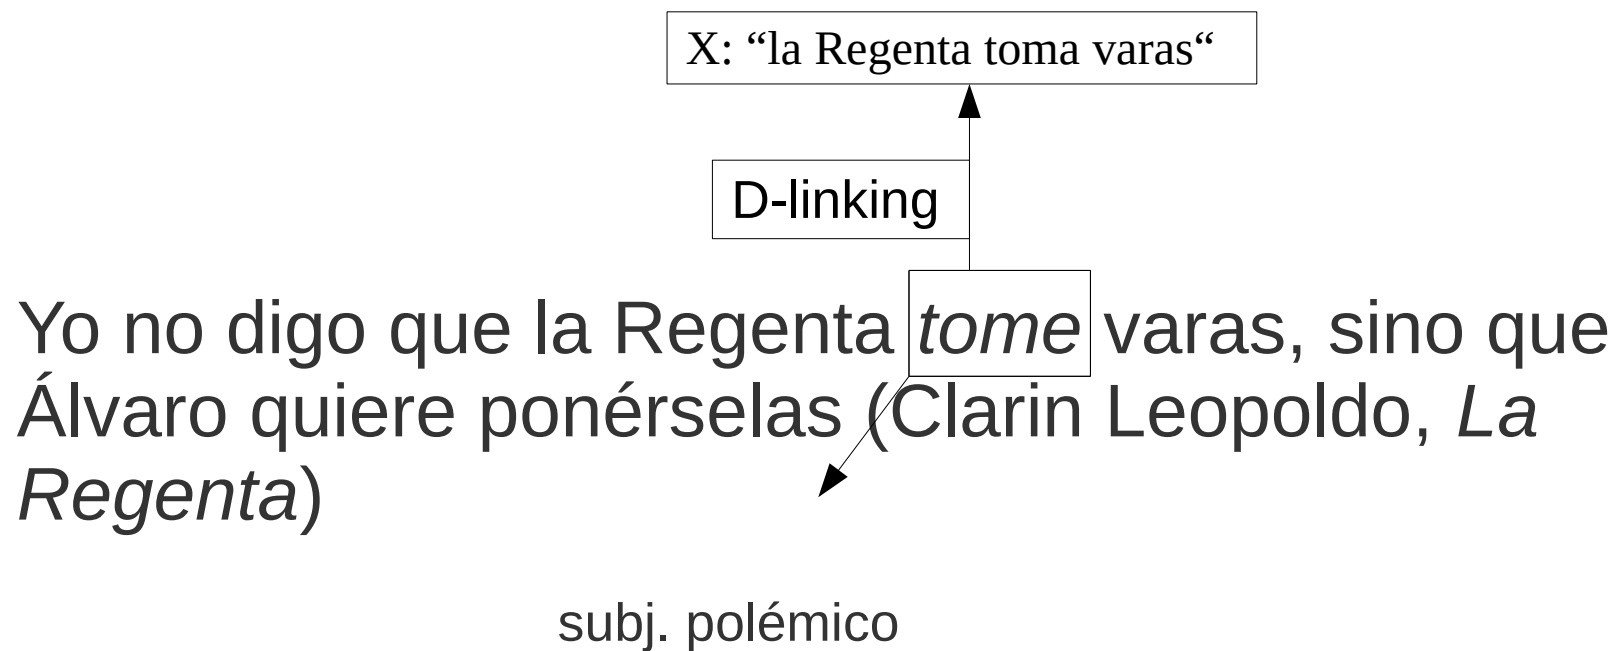 X: “la Regenta toma varas“
D-linking
Yo no digo que la Regenta tome varas, sino que
Álvaro quiere ponérselas (Clarin Leopoldo, La
Regenta)
subj. polémico